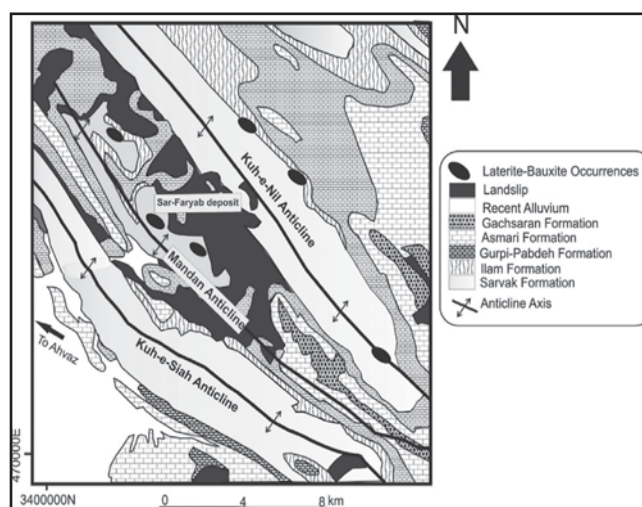 N
Laterite-Bauxite Occurrences
Landslip
Recent Alluvium
Gachsaran Formation
Asmari Formation
Gurpi-Pabdeh Formation
Ilam Formation
Sarvak Formation
Anticline Axis
Kuh-e-Nil Anticline
Sar-Faryab deposit
Mandan Anticline
Kuh-e-Siah Anticline
To Ahvaz
470000E
3400000N
0 4 8 km